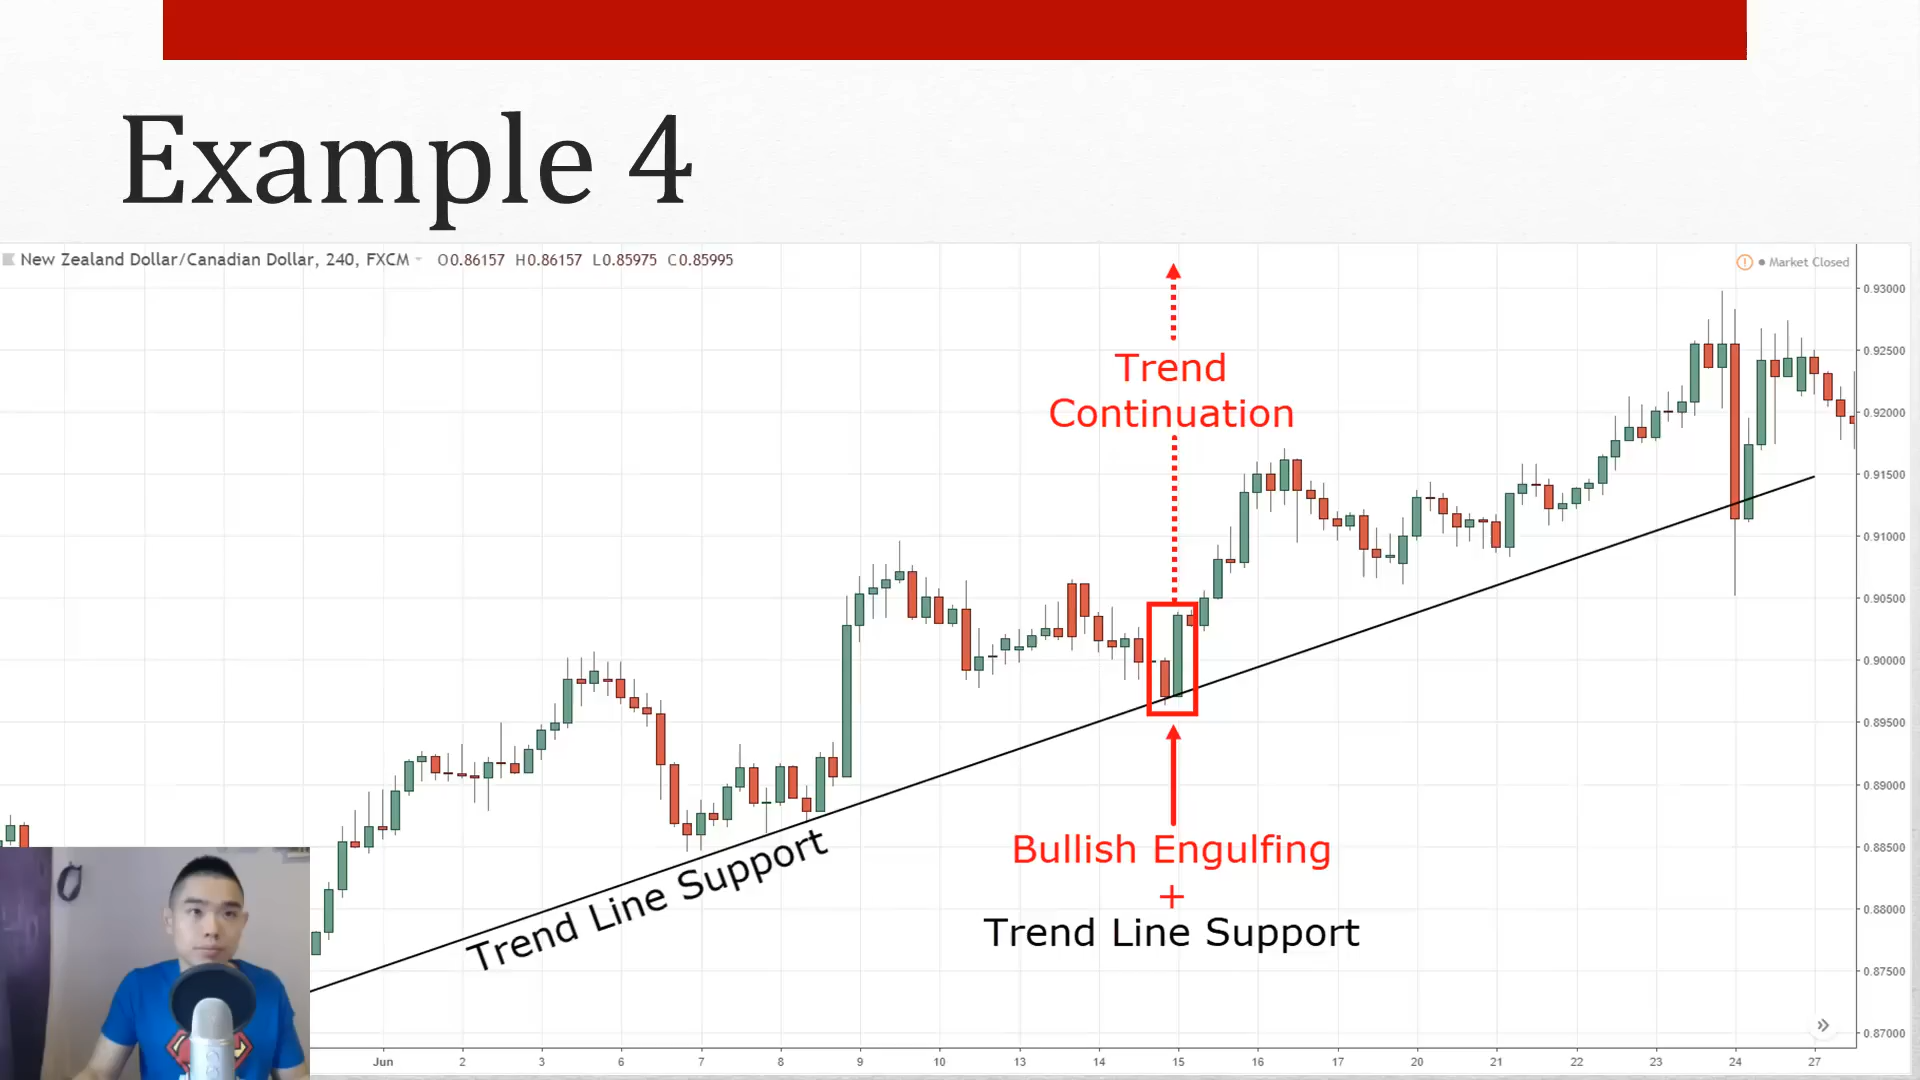 Example 4
New Zealand Dollar/Canadian Dollar, 240, FXCM O0.86157 H0.86157 L0.85975 C0.85995
Market Closed
Trend
Continuation
Bullish Engulfing
+
Trend Line Support
Trend Line Support
0.93000
0.92500
0.92000
0.91500
0.91000
0.90500
0.90000
0.89500
0.89000
0.88500
0.88000
0.87500
0.87000
Jun 2 3 6 7 8 9 10 13 14 15 16 17 20 21 22 23 24 27